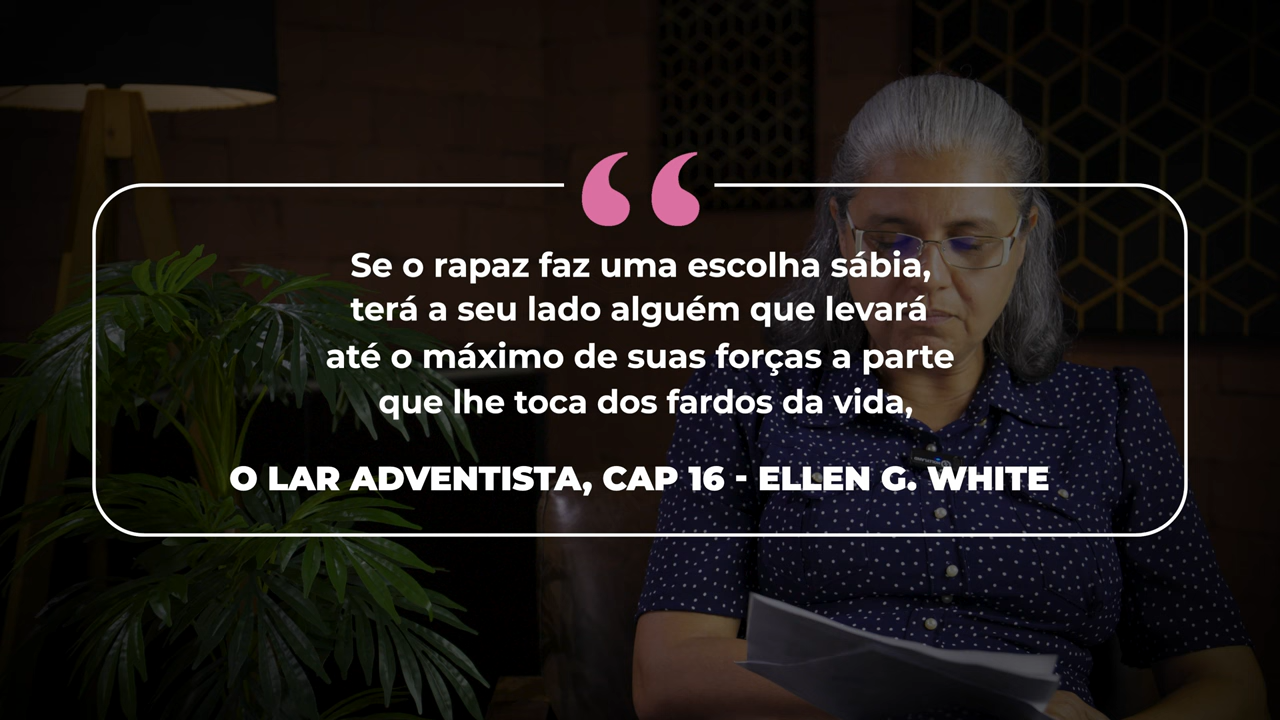 “
Se o rapaz faz uma escolha sábia,
terá a seu lado alguém que levará
até o máximo de suas forças a parte
que lhe toca dos fardos da vida,
O LAR ADVENTISTA, CAP 16 - ELLEN G. WHITE